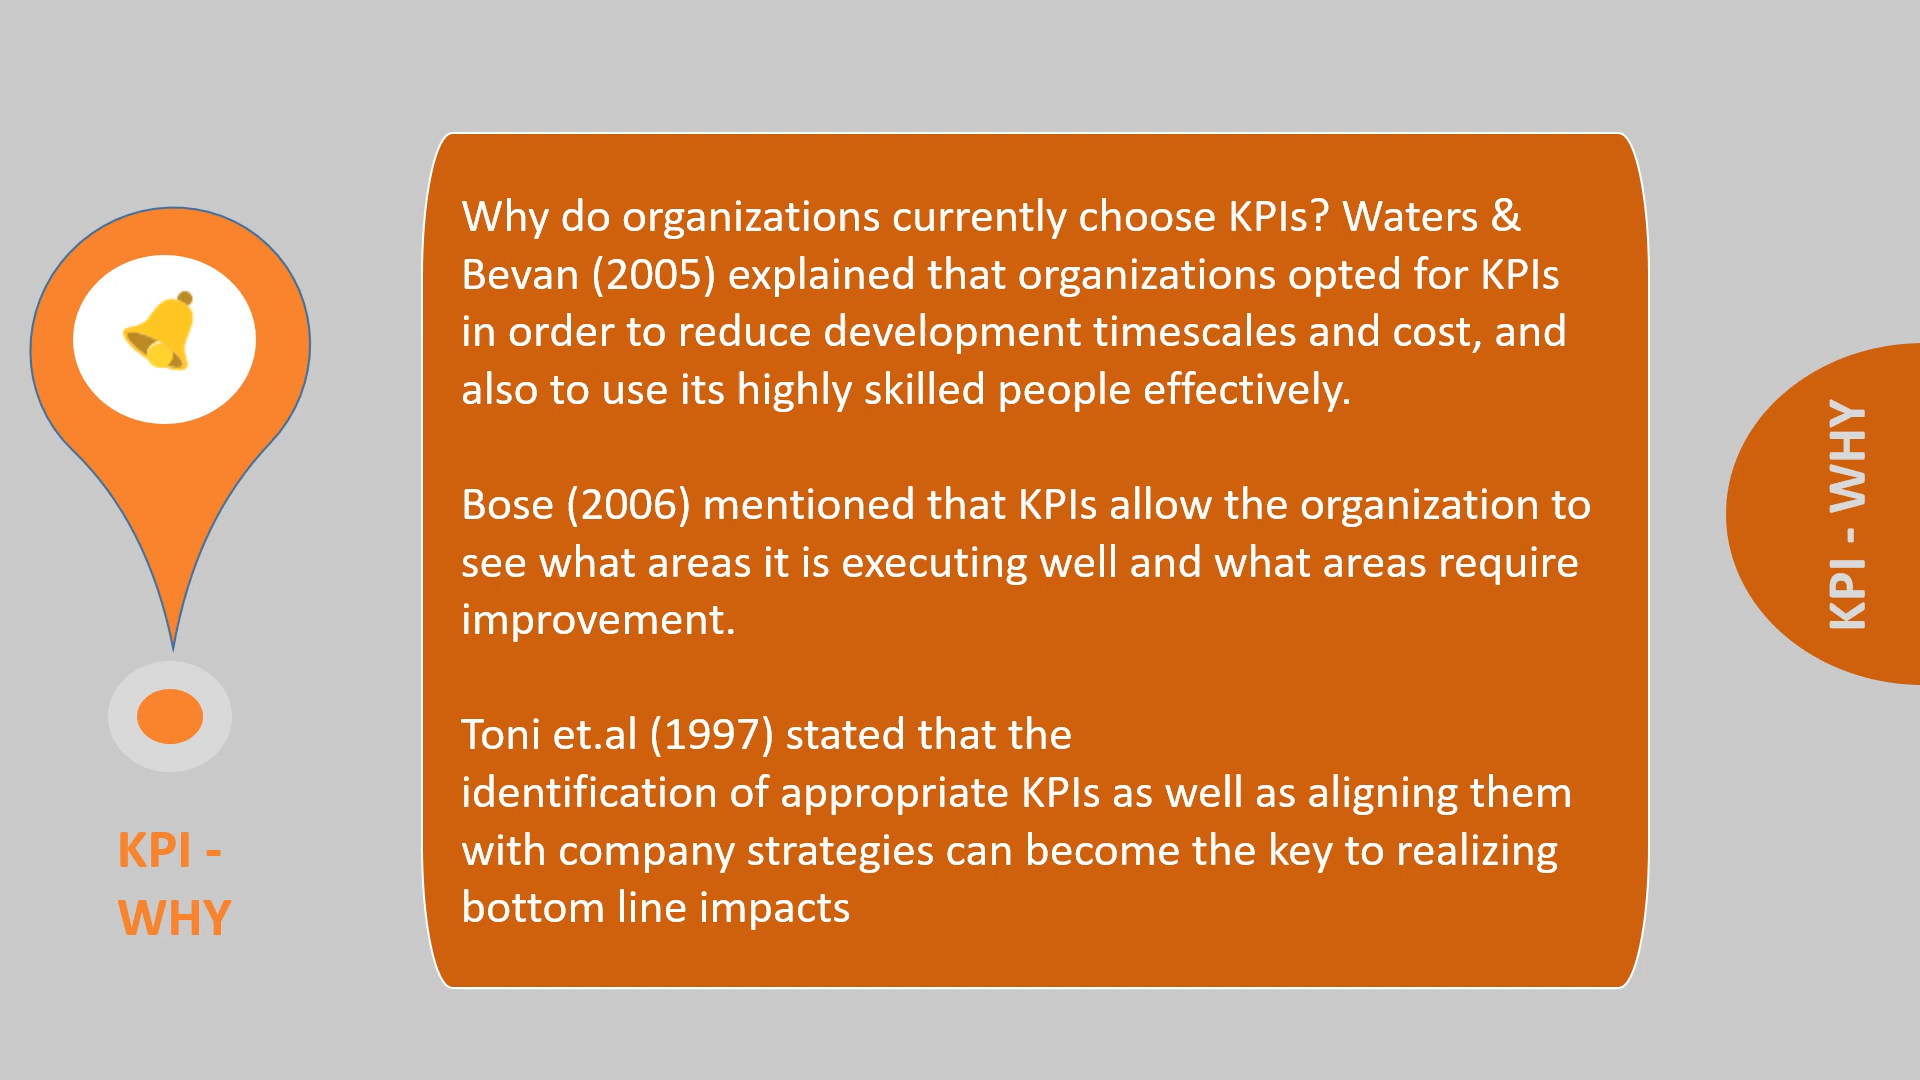 Why do organizations currently choose KPIs? Waters &
Bevan (2005) explained that organizations opted for KPIs
in order to reduce development timescales and cost, and
also to use its highly skilled people effectively.
Bose (2006) mentioned that KPIs allow the organization to
see what areas it is executing well and what areas require
improvement.
Toni et.al (1997) stated that the
identification of appropriate KPIs as well as aligning them
with company strategies can become the key to realizing
bottom line impacts
KPI -
WHY
KPI - WHY